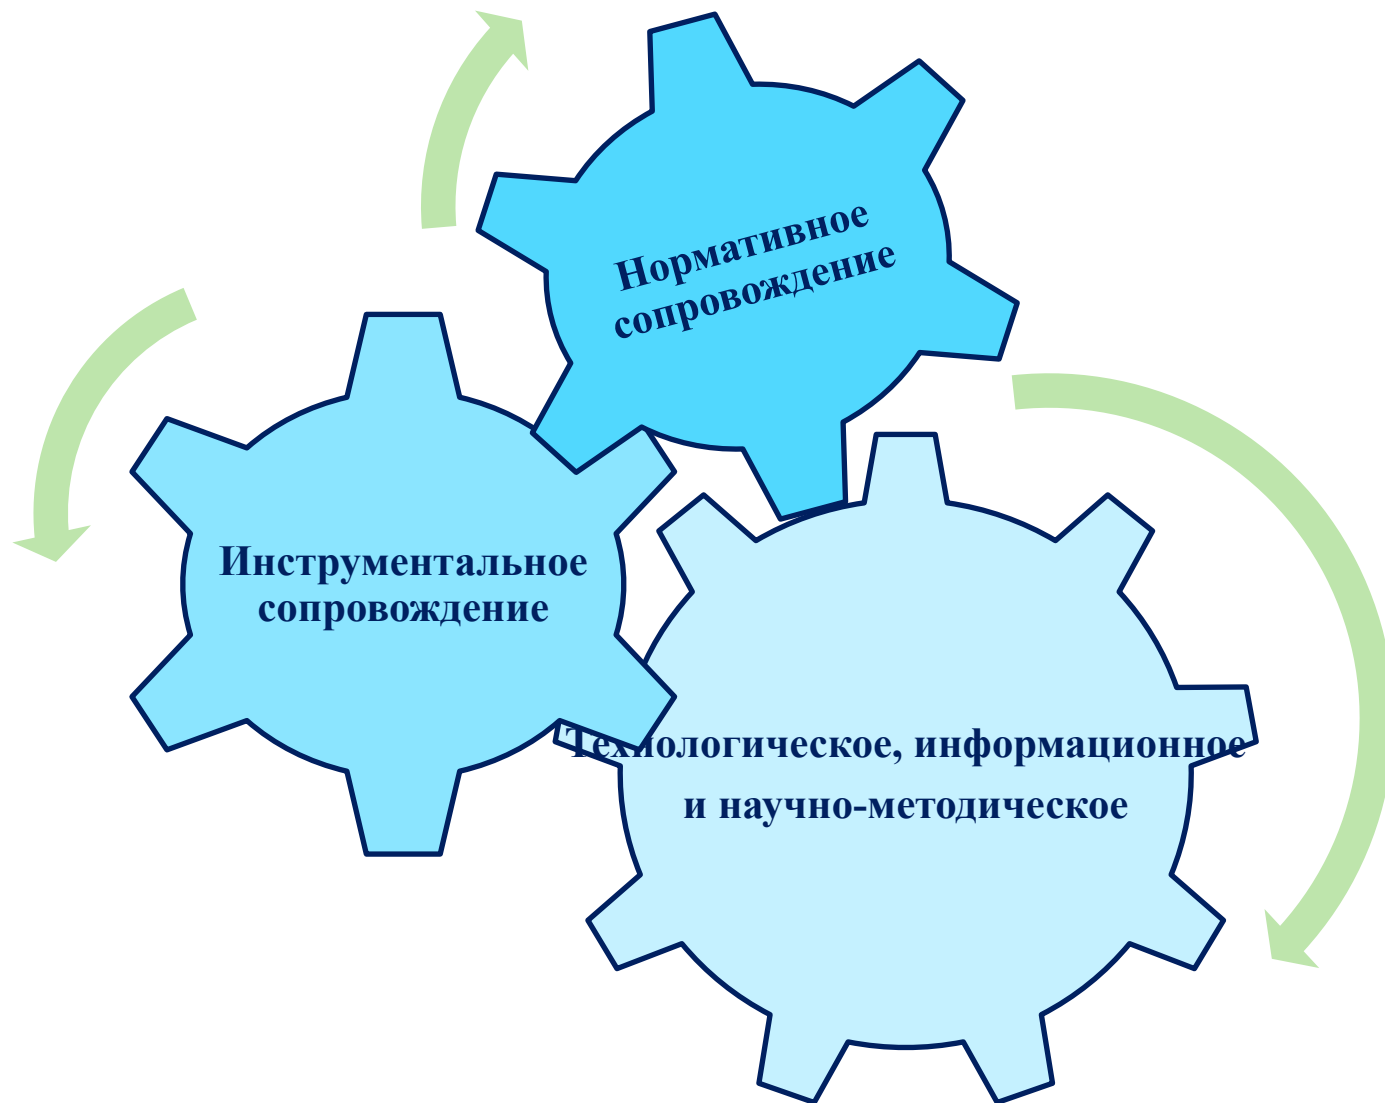 Нормативное
сопровождение
Инструментальное
сопровождение
Технологическое, информационное
и научно-методическое